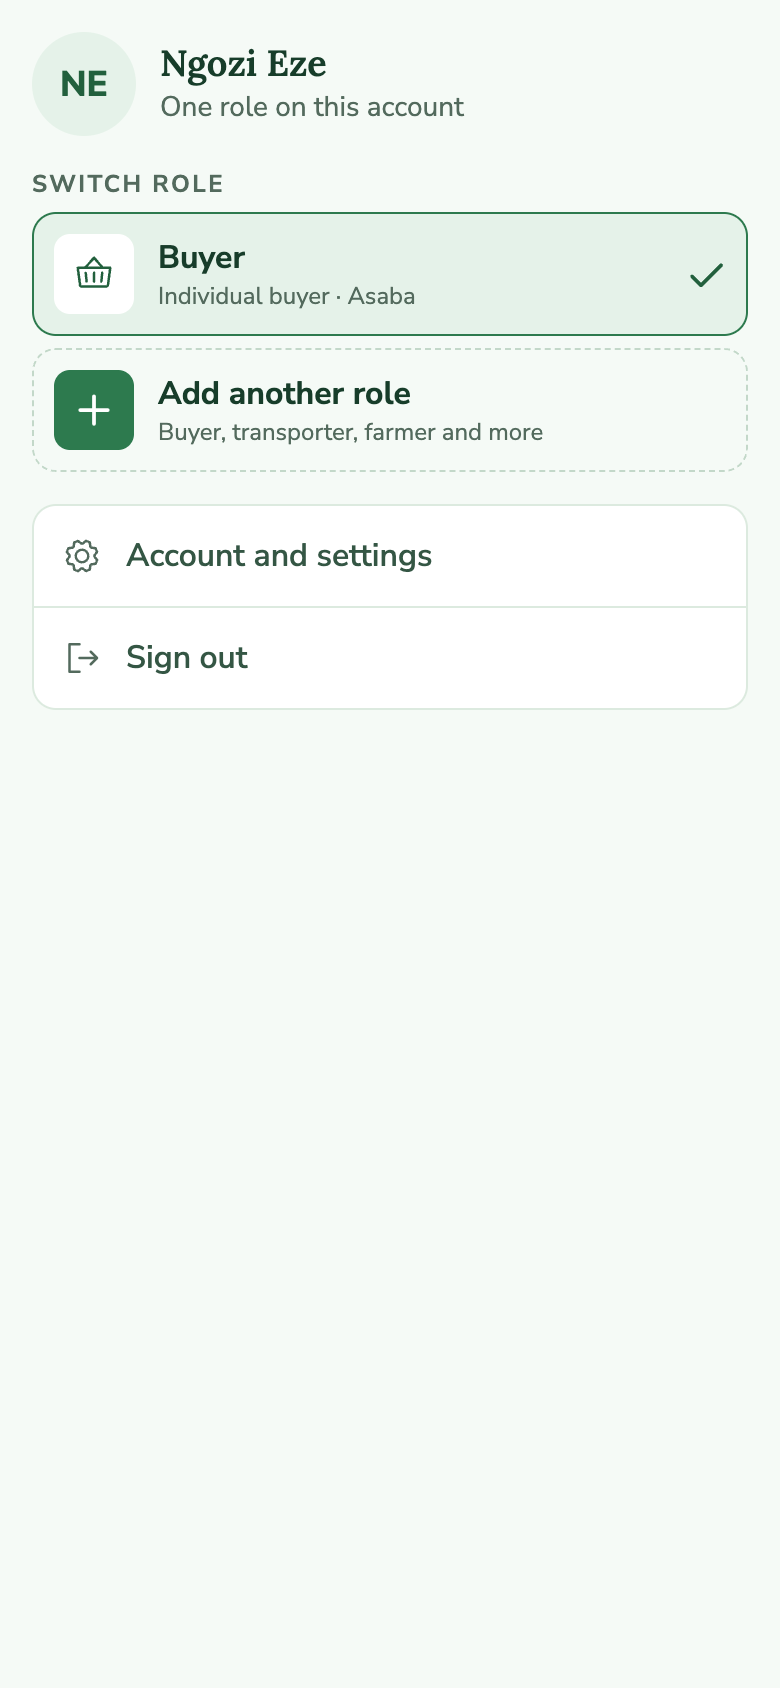 NE
Ngozi Eze
One role on this account
SWITCH ROLE
Buyer
Individual buyer · Asaba
Add another role
Buyer, transporter, farmer and more
Account and settings
Sign out